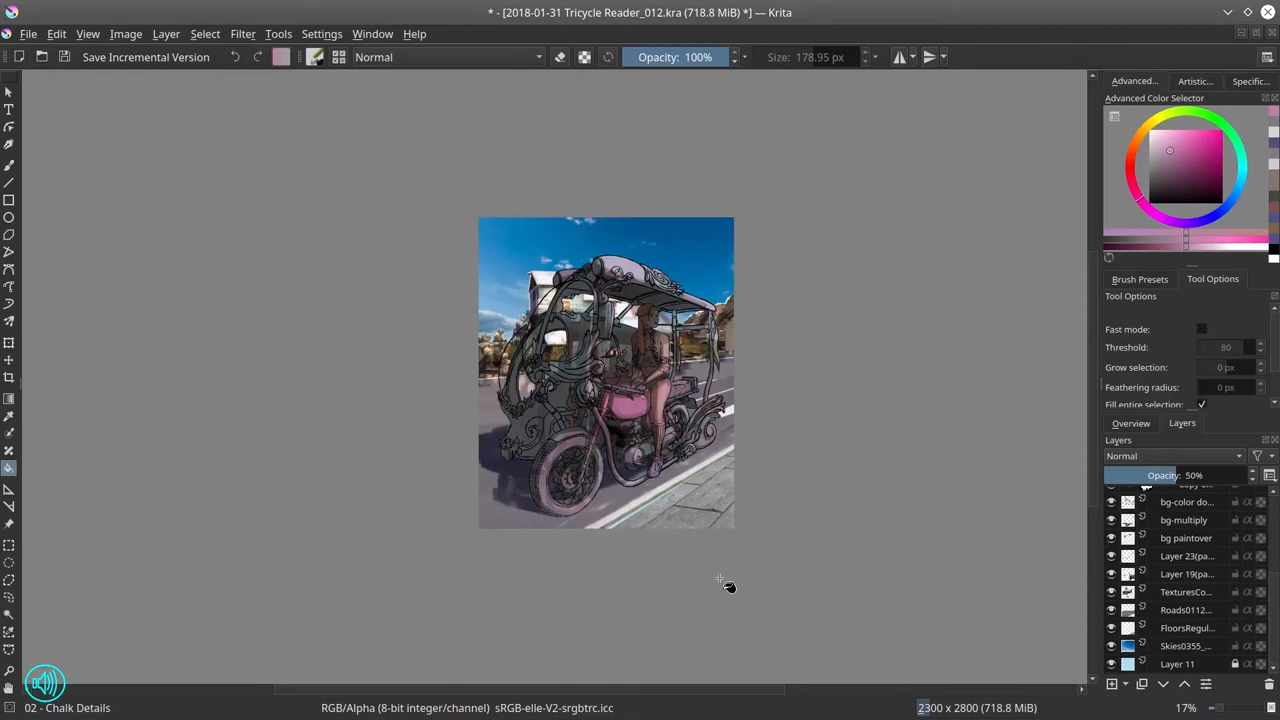 * - [2018-01-31 Tricycle Reader_012.kra (718.8 MiB) *] — Krita
File Edit View Image Layer Select Filter Tools Settings Window Help
Save Incremental Version Normal Opacity: 100% Size: 178.95 px
Advanced... Artistic... Specific...
Advanced Color Selector
Brush Presets Tool Options
Tool Options
Fast mode:
Threshold: 80
Grow selection: 0 px
Feathering radius: 0 px
Fill entire selection:
Overview Layers
Layers
Normal
Opacity: 50%
bg-color do...
bg-multiply
bg paintover
Layer 23(pa...
Layer 19(pa...
TexturesCo...
Roads0112...
FloorsRegul...
Skies0355_...
Layer 11
02 - Chalk Details RGB/Alpha (8-bit integer/channel) sRGB-elle-V2-srgbtrc.icc 2300 x 2800 (718.8 MiB) 17%